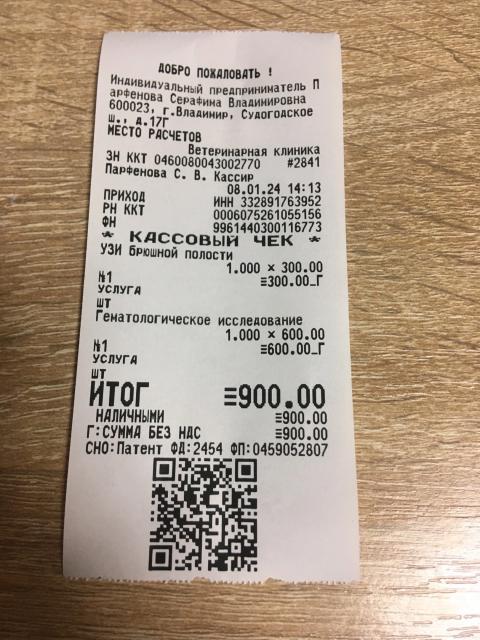 ДОБРО ПОЖАЛОВАТЬ !
Индивидуальный предприниматель П
арфенова Серафима Владинировна
600023, г.Владимир, Судогодское
ш., д.17Г
МЕСТО РАСЧЕТОВ
Ветеринарная клиника
ЗН ККТ 0460080043002770 #2841
Парфенова С. В. Кассир
08.01.24 14:13
ПРИХОД ИНН 332891763952
РН ККТ 0006075261055156
ФН 9961440300116773
* КАССОВЫЙ ЧЕК *
УЗИ брюшной полости
1.000 × 300.00
№1 ≡300.00_Г
УСЛУГА
шт
Гематологическое исследование
1.000 × 600.00
№1 ≡600.00_Г
УСЛУГА
шт
ИТОГ ≡900.00
НАЛИЧНЫМИ ≡900.00
Г:СУММА БЕЗ НДС ≡900.00
СНО:Патент ФД:2454 ФП:0459052807